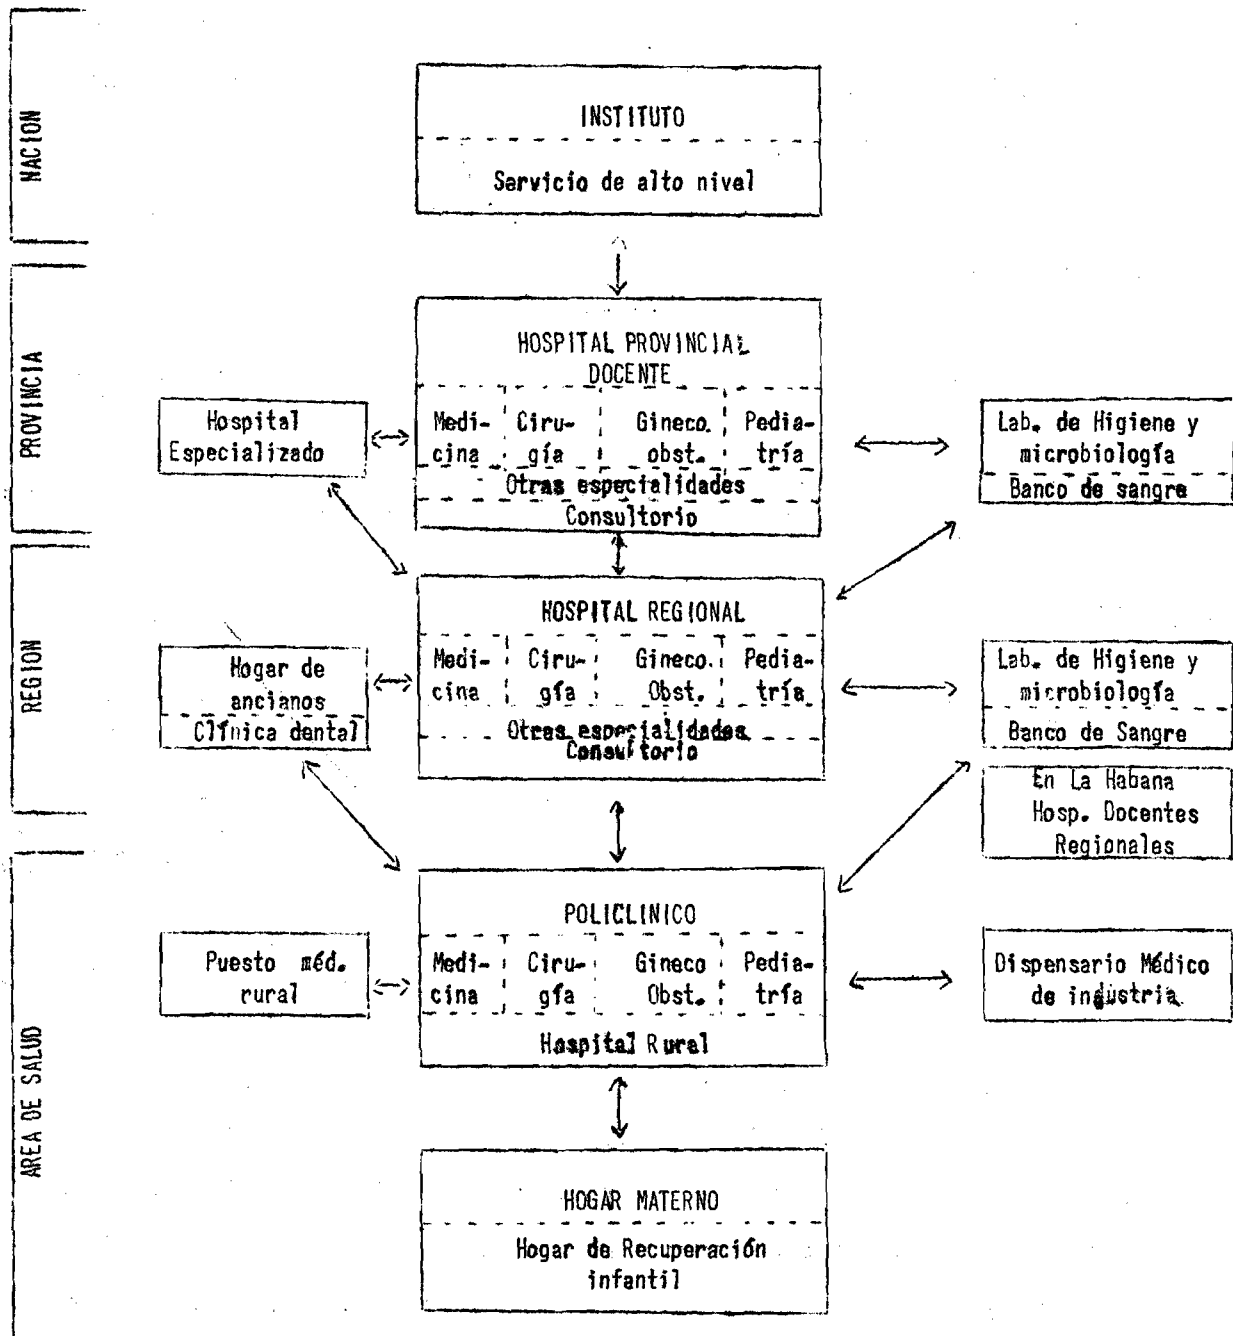 NACION
INSTITUTO
Servicio de alto nivel
PROVINCIA
HOSPITAL PROVINCIAL
DOCENTE
Medi- Ciru- Gineco. Pedia-
cina gía obst. tría
Otras especialidades
Consultorio
Hospital
Especializado
Lab. de Higiene y
microbiología
Banco de sangre
REGION
HOSPITAL REGIONAL
Medi- Ciru- Gineco. Pedia-
cina gía Obst. tría
Otras especialidades
Consultorio
Hogar de
ancianos
Clínica dental
Lab. de Higiene y
microbiología
Banco de Sangre
En La Habana
Hosp. Docentes
Regionales
AREA DE SALUD
POLICLINICO
Medi- Ciru- Gineco Pedia-
cina gía Obst. tría
Hospital Rural
Puesto méd.
rural
Dispensario Médico
de industria
HOGAR MATERNO
Hogar de Recuperación
infantil